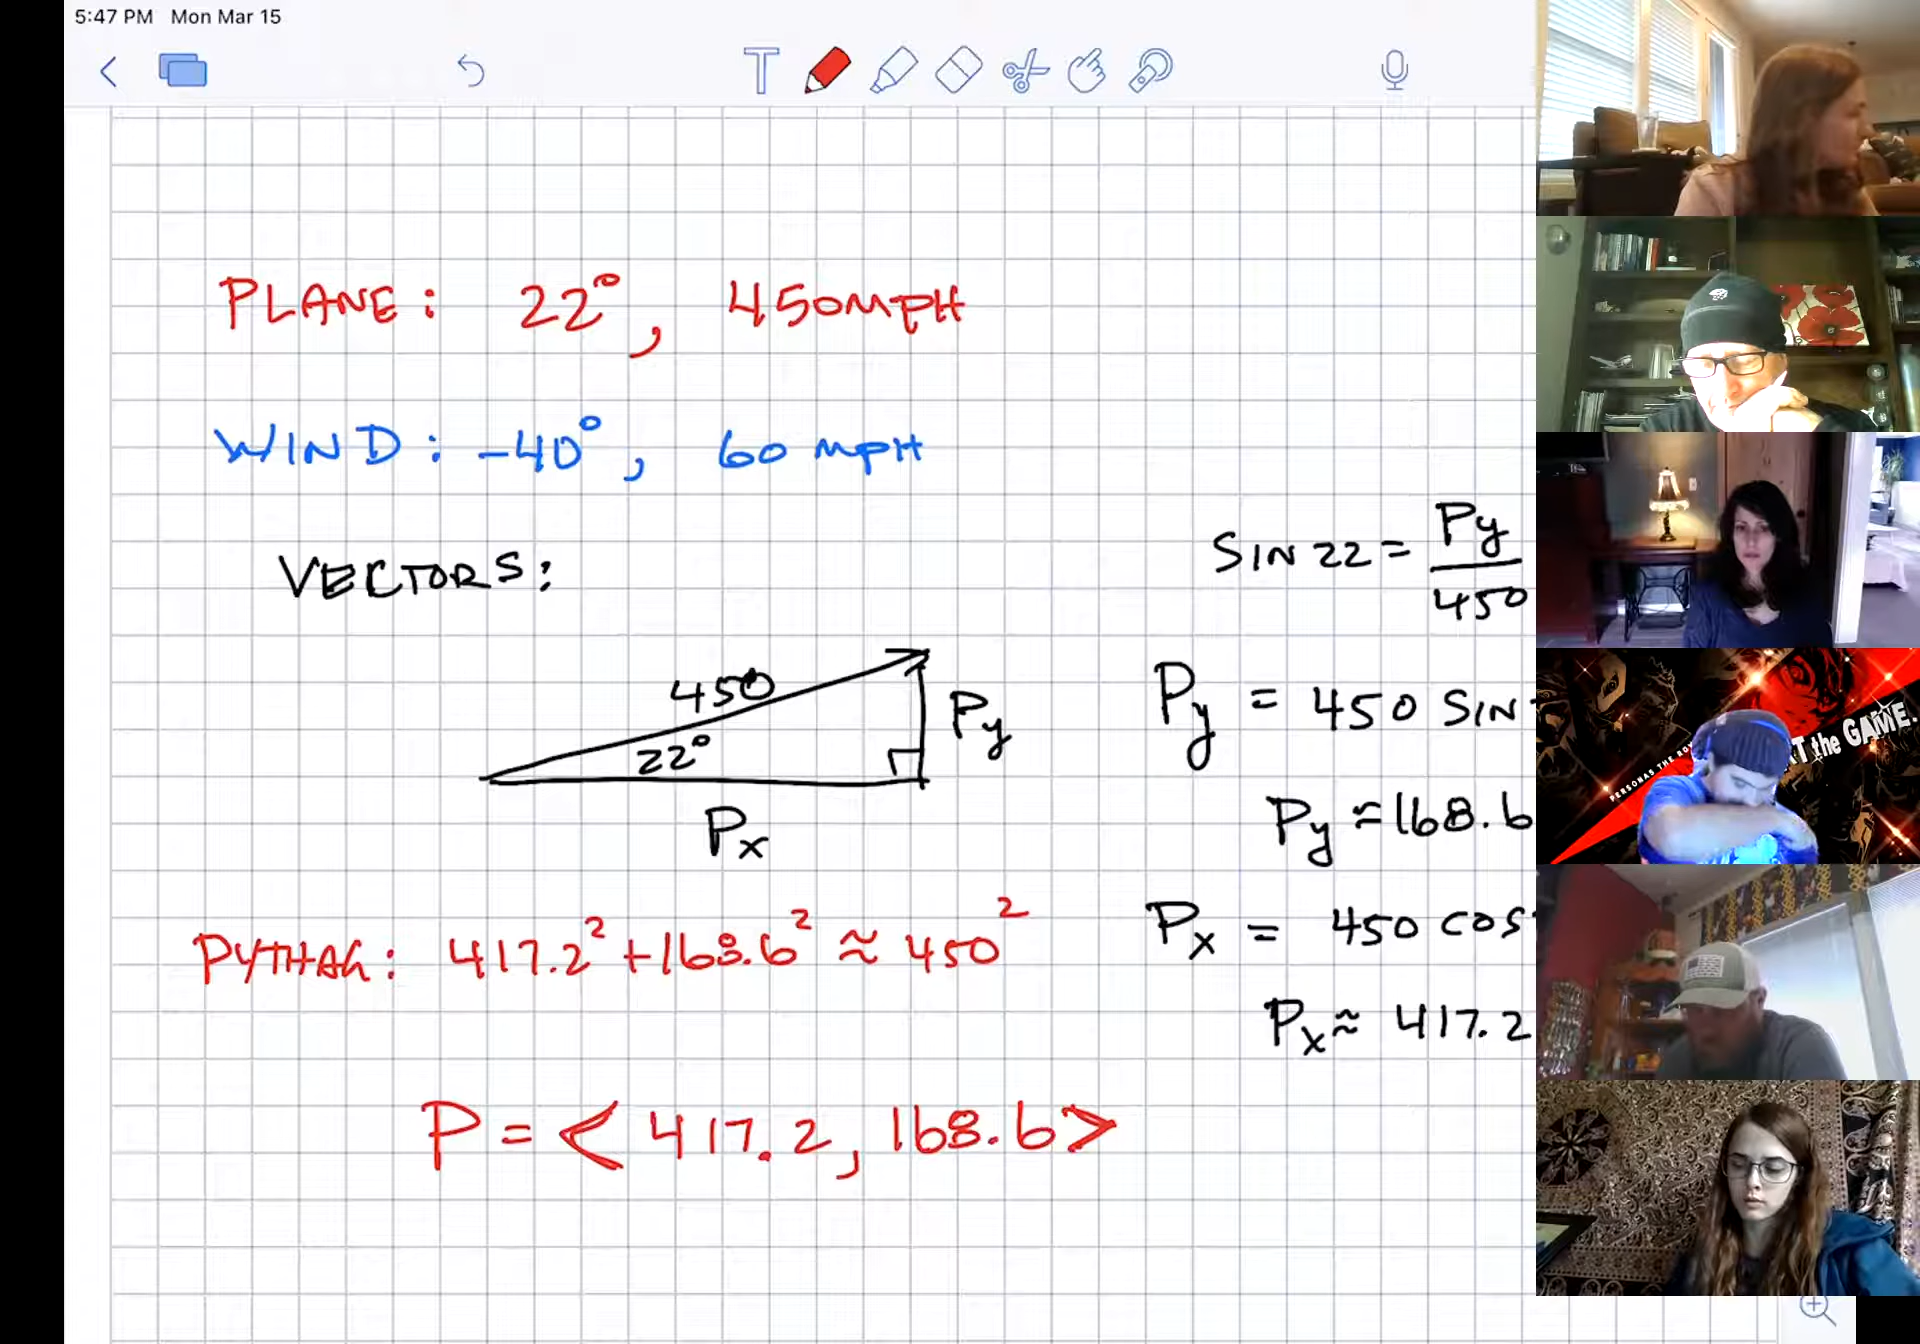 5:47 PM Mon Mar 15
T
PLANE: 22°, 450MPH
WIND: -40°, 60 MPH
VECTORS:
SIN 22 = Py/450
450
22°
Py
Px
Py = 450 SIN
Py ≈ 168.6
Px = 450 COS
Px ≈ 417.2
PYTHAG: 417.2² + 168.6² ≈ 450²
P = < 417.2, 168.6 >
the GAME.